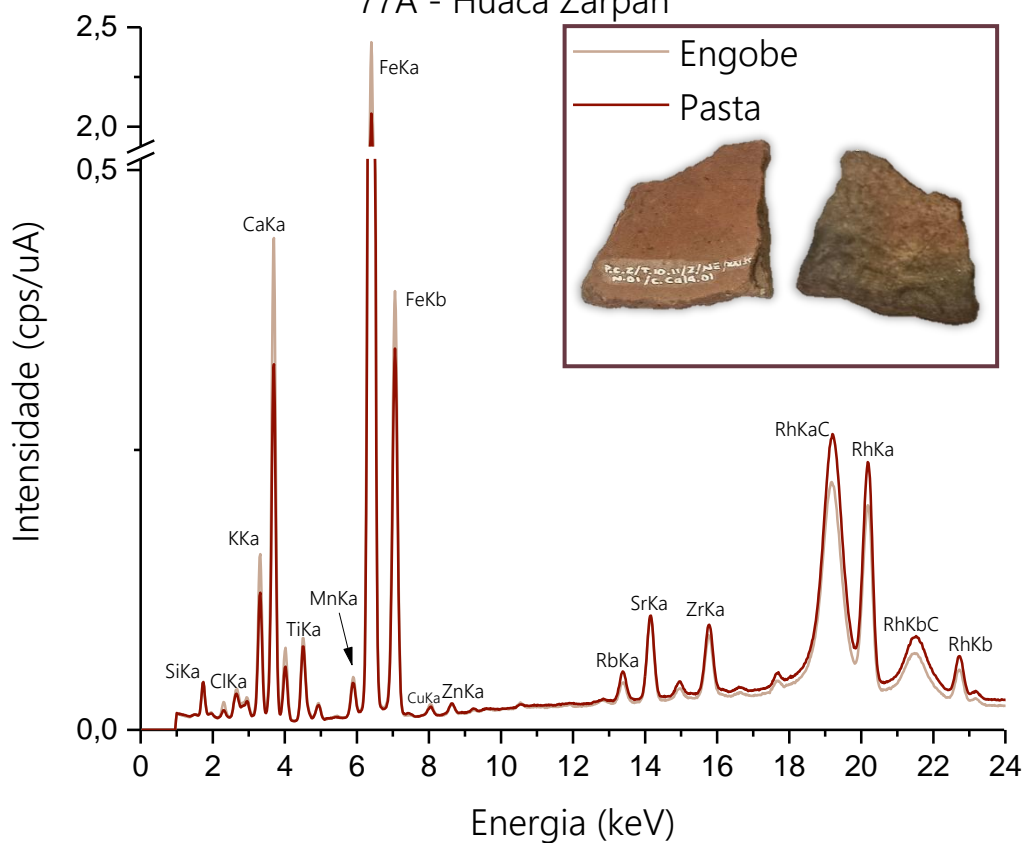 77A - Huaca Zarpan
2,5
2,0
0,5
0,0
Intensidade (cps/uA)
Engobe
Pasta
FeKa
CaKa
FeKb
KKa
MnKa
TiKa
SiKa
ClKa
CuKa
ZnKa
RbKa
SrKa
ZrKa
RhKaC
RhKa
RhKbC
RhKb
0 2 4 6 8 10 12 14 16 18 20 22 24
Energia (keV)